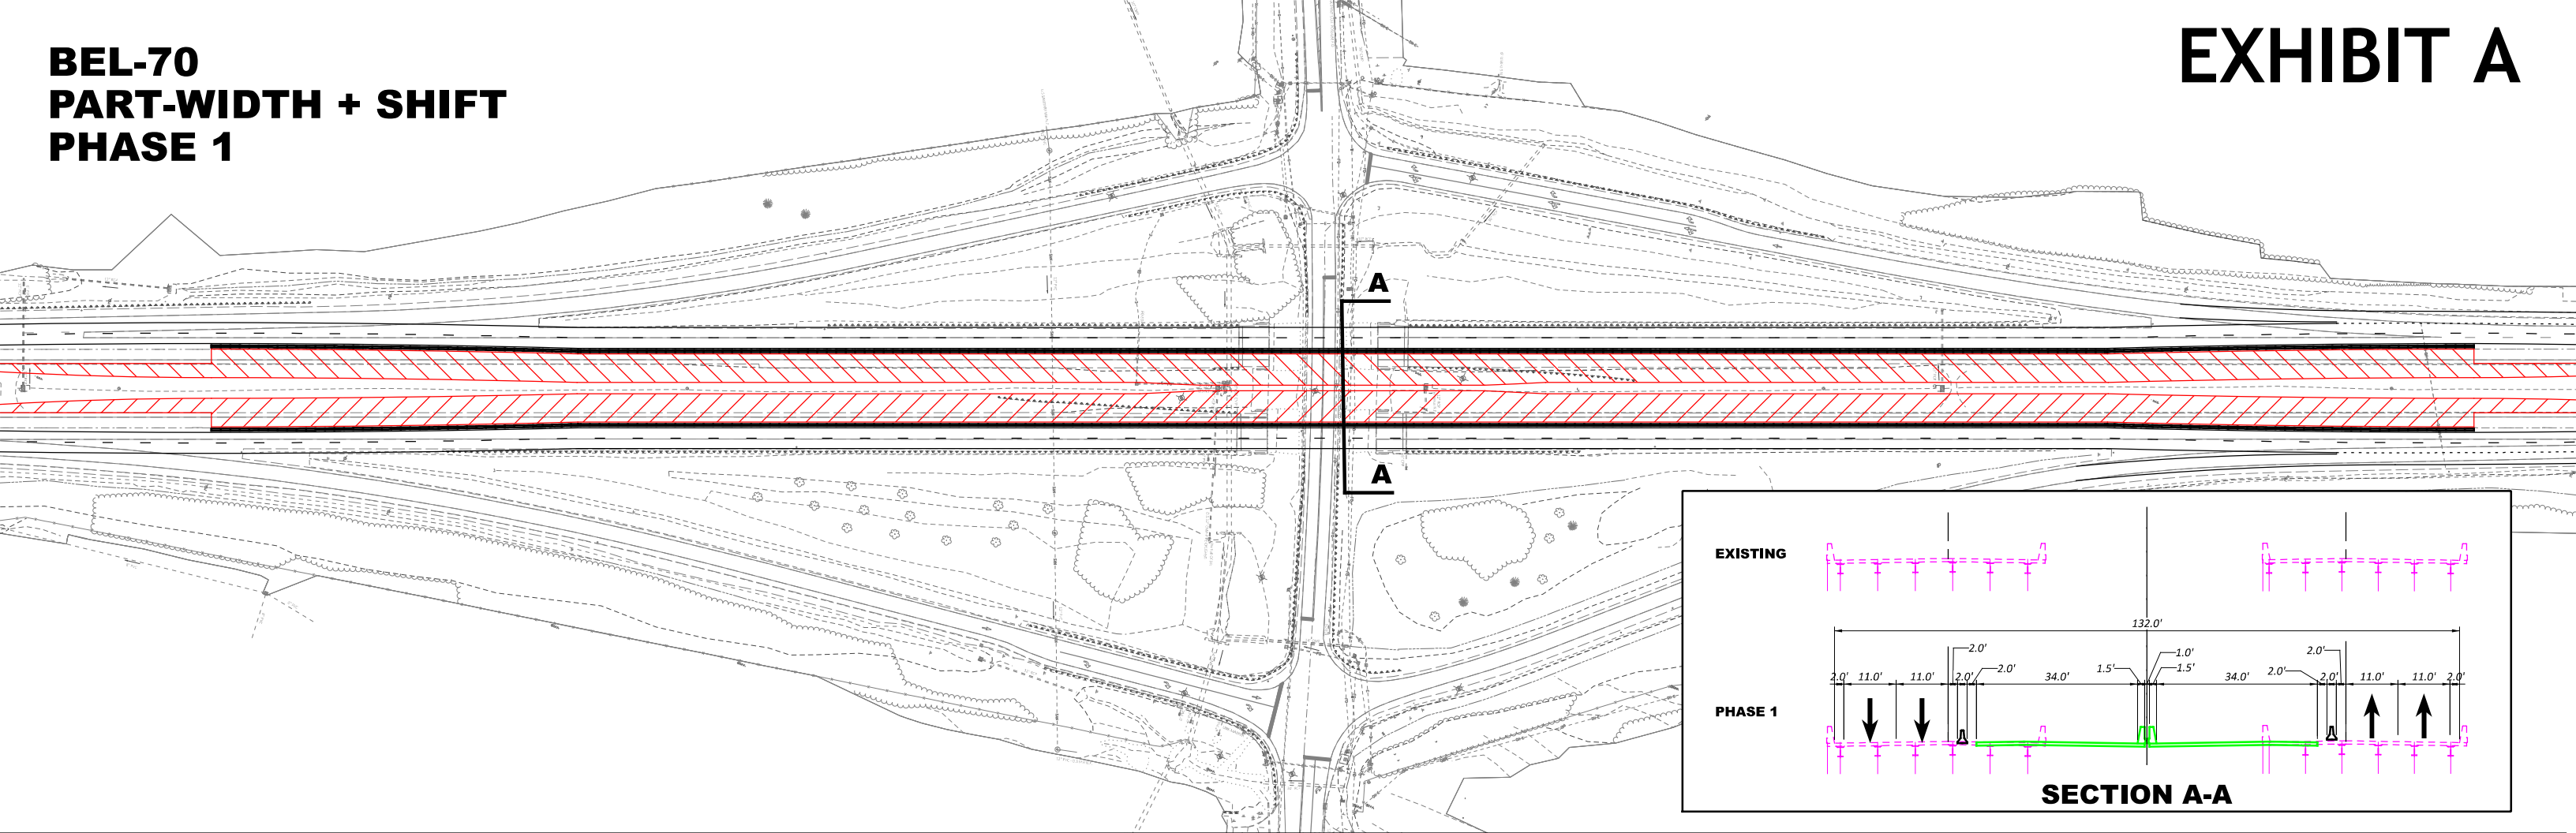 BEL-70
PART-WIDTH + SHIFT
PHASE 1
EXHIBIT A
A
A
EXISTING
132.0'
2.0' 1.0' 2.0'
2.0' 1.5' 1.5' 2.0'
2.0' 11.0' 11.0' 2.0' 34.0' 34.0' 2.0' 11.0' 11.0' 2.0'
PHASE 1
SECTION A-A